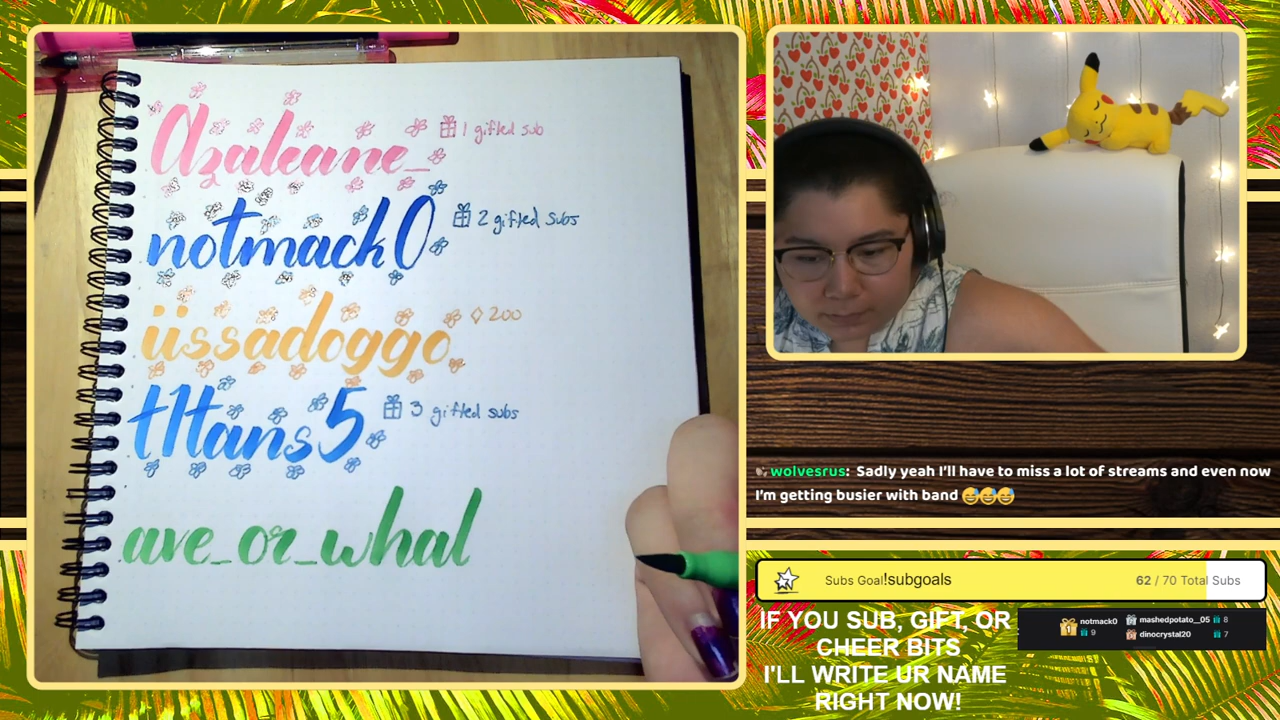 Azaleane_ 1 gifted sub
notmack0 2 gifted subs
iissadoggo 200
t1tans5 3 gifted subs
ave_or_whal
wolvesrus: Sadly yeah I'll have to miss a lot of streams and even now
I'm getting busier with band 😅😅😅
Subs Goal!subgoals 62 / 70 Total Subs
IF YOU SUB, GIFT, OR
CHEER BITS
I'LL WRITE UR NAME
RIGHT NOW!
1 notmack0 9
mashedpotato__05 8
dinocrystal20 7